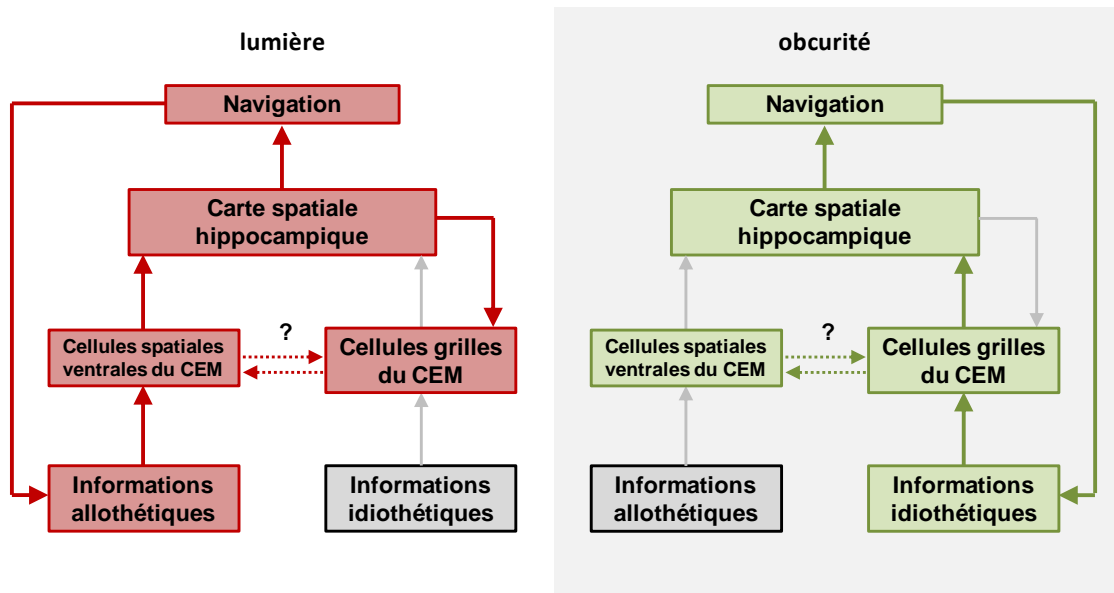 lumière
Navigation
Carte spatiale
hippocampique
?
Cellules spatiales
ventrales du CEM
Cellules grilles
du CEM
Informations
allothétiques
Informations
idiothétiques
obcurité
Navigation
Carte spatiale
hippocampique
?
Cellules spatiales
ventrales du CEM
Cellules grilles
du CEM
Informations
allothétiques
Informations
idiothétiques